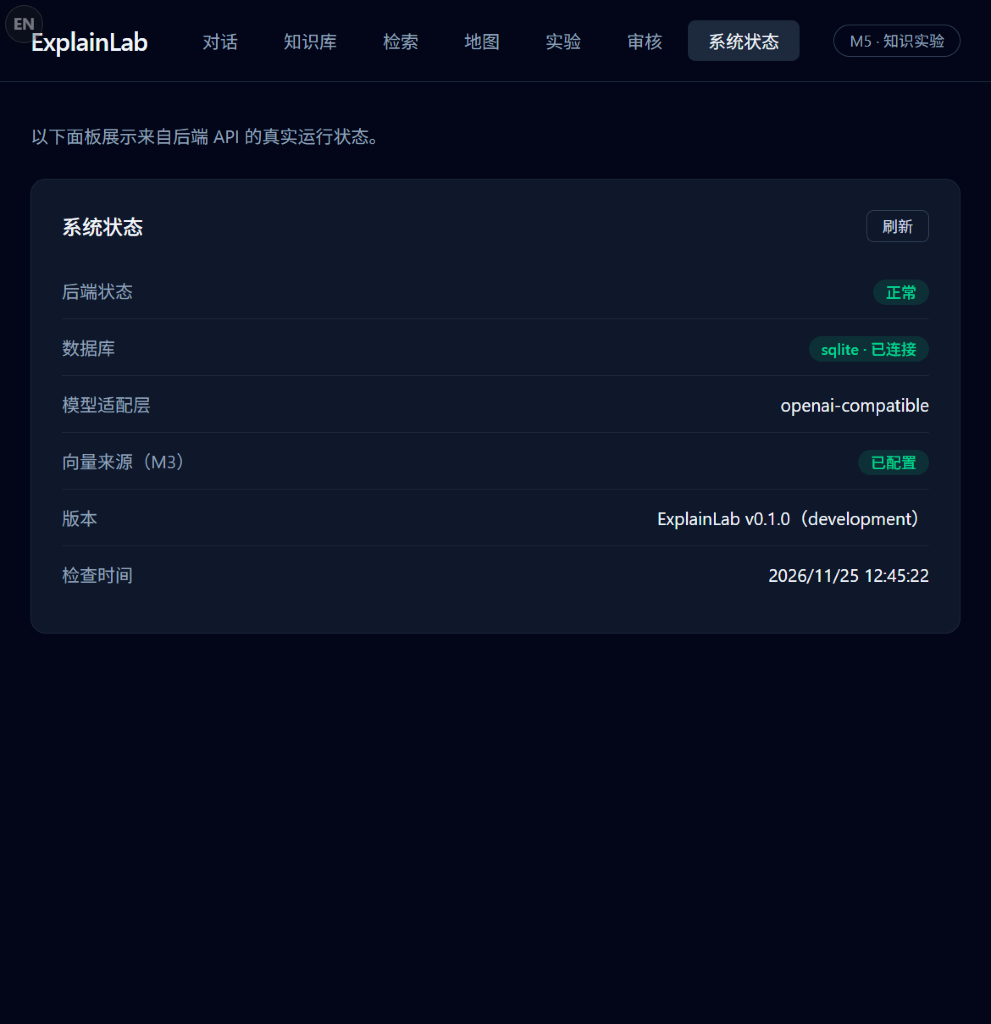 EN
ExplainLab 对话 知识库 检索 地图 实验 审核 系统状态 M5 · 知识实验
以下面板展示来自后端 API 的真实运行状态。
系统状态 刷新
后端状态 正常
数据库 sqlite · 已连接
模型适配层 openai-compatible
向量来源（M3） 已配置
版本 ExplainLab v0.1.0（development）
检查时间 2026/11/25 12:45:22